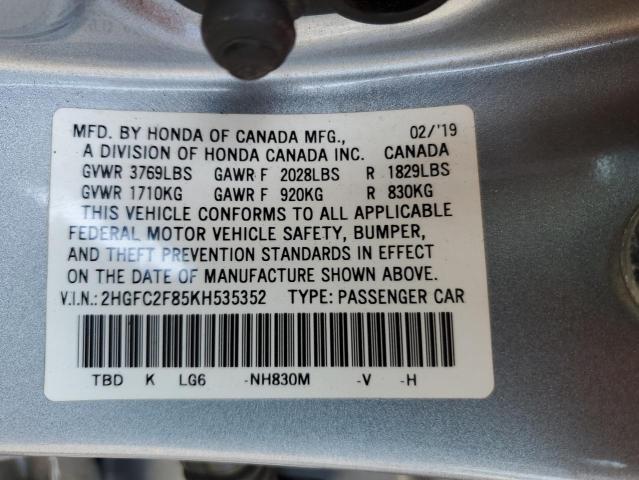 MFD. BY HONDA OF CANADA MFG., 02/'19
A DIVISION OF HONDA CANADA INC. CANADA
GVWR 3769LBS GAWR F 2028LBS R 1829LBS
GVWR 1710KG GAWR F 920KG R 830KG
THIS VEHICLE CONFORMS TO ALL APPLICABLE
FEDERAL MOTOR VEHICLE SAFETY, BUMPER,
AND THEFT PREVENTION STANDARDS IN EFFECT
ON THE DATE OF MANUFACTURE SHOWN ABOVE.
V.I.N.: 2HGFC2F85KH535352 TYPE: PASSENGER CAR
TBD K LG6 -NH830M -V -H